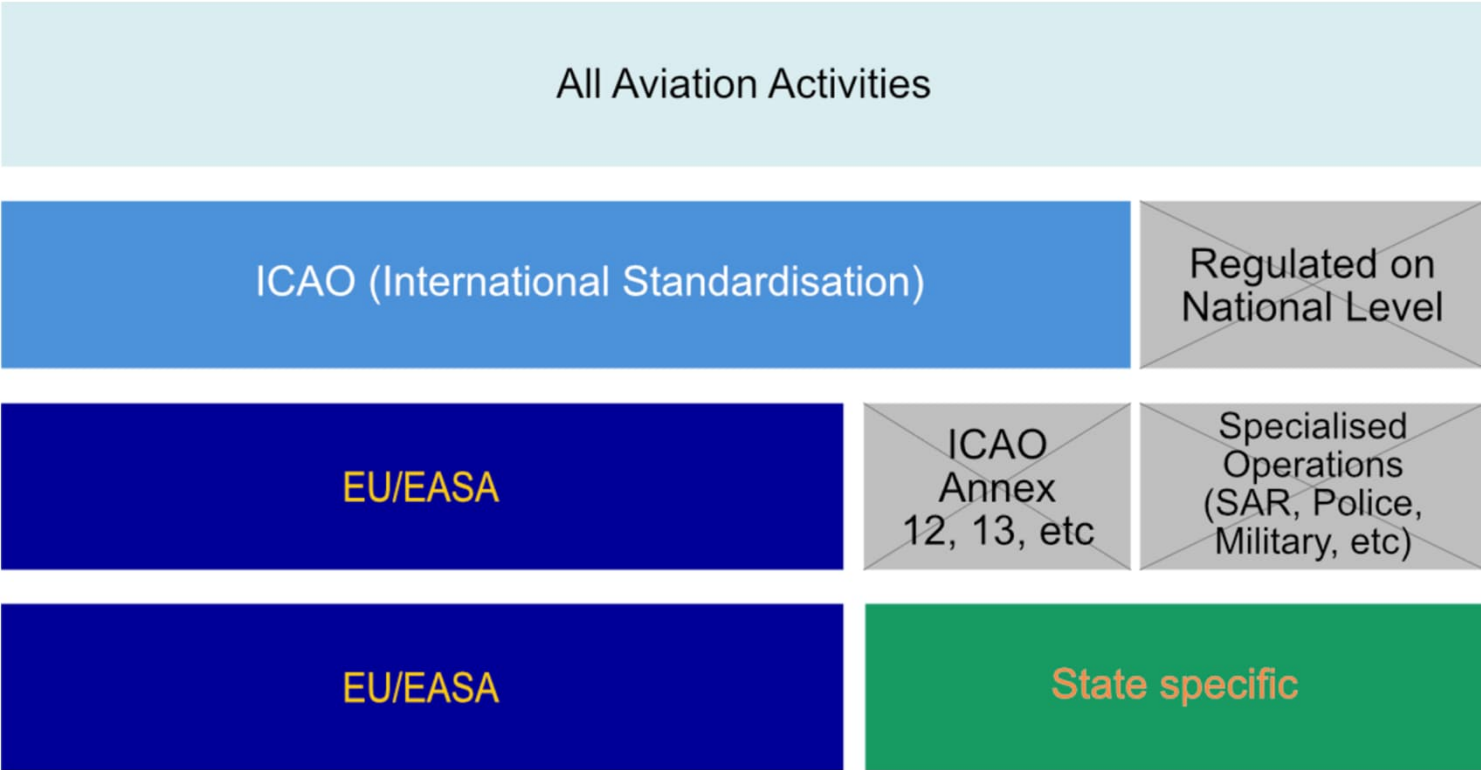 All Aviation Activities
ICAO (International Standardisation)
Regulated on
National Level
EU/EASA
ICAO
Annex
12, 13, etc
Specialised
Operations
(SAR, Police,
Military, etc)
EU/EASA
State specific